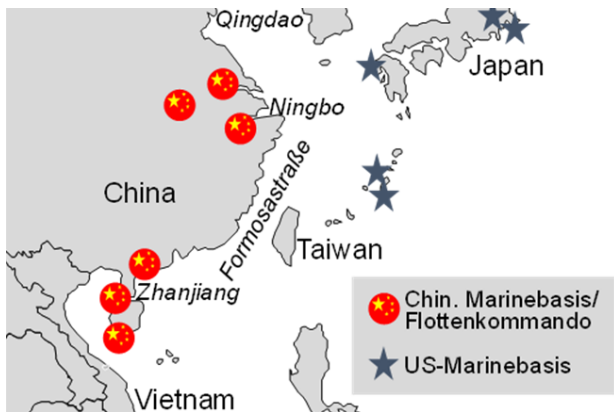 Qingdao
Japan
Ningbo
China
Formosastraße
Taiwan
Zhanjiang
Chin. Marinebasis/
Flottenkommando
US-Marinebasis
Vietnam